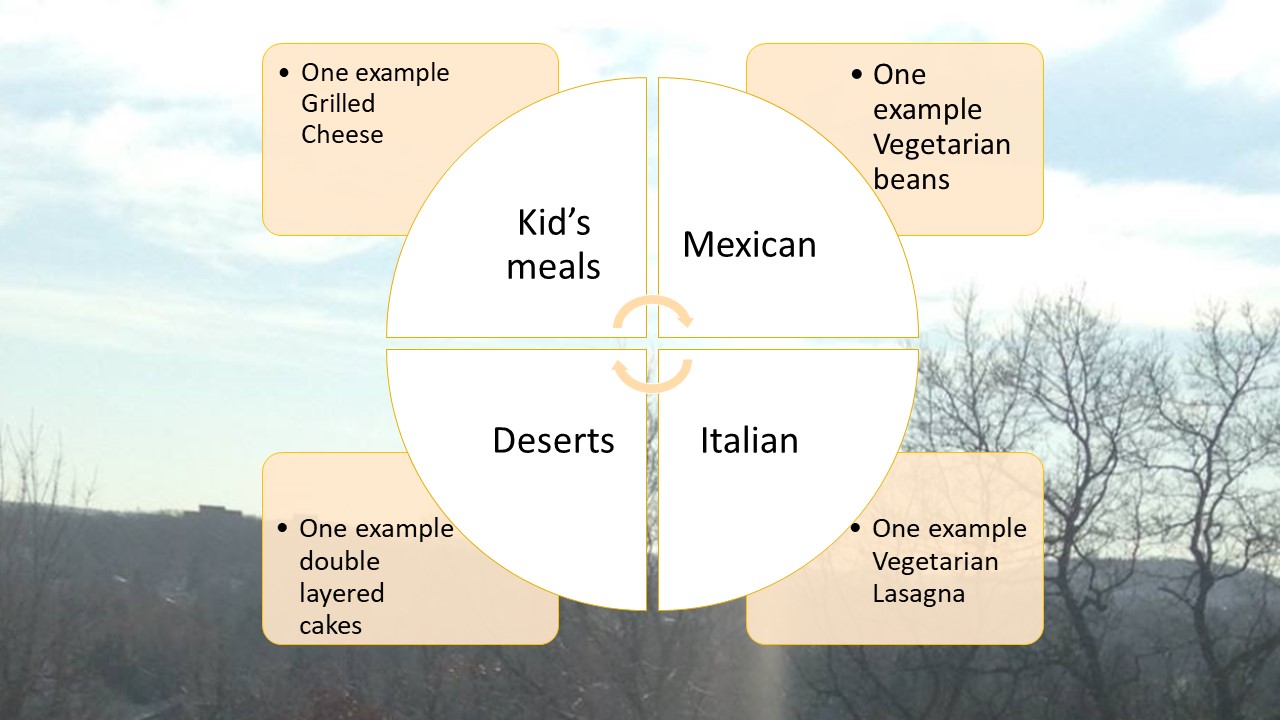 • One example
Grilled
Cheese
• One
example
Vegetarian
beans
Kid’s
meals
Mexican
Deserts
Italian
• One example
double
layered
cakes
• One example
Vegetarian
Lasagna